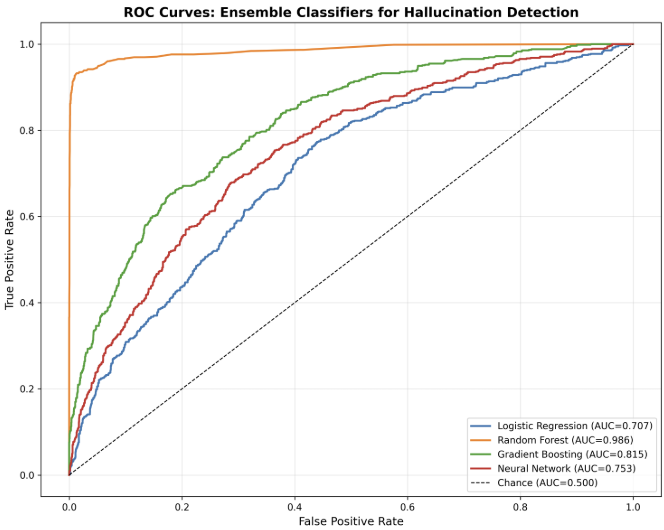 ROC Curves: Ensemble Classifiers for Hallucination Detection
True Positive Rate
1.0
0.8
0.6
0.4
0.2
0.0
0.0 0.2 0.4 0.6 0.8 1.0
False Positive Rate
Logistic Regression (AUC=0.707)
Random Forest (AUC=0.986)
Gradient Boosting (AUC=0.815)
Neural Network (AUC=0.753)
Chance (AUC=0.500)